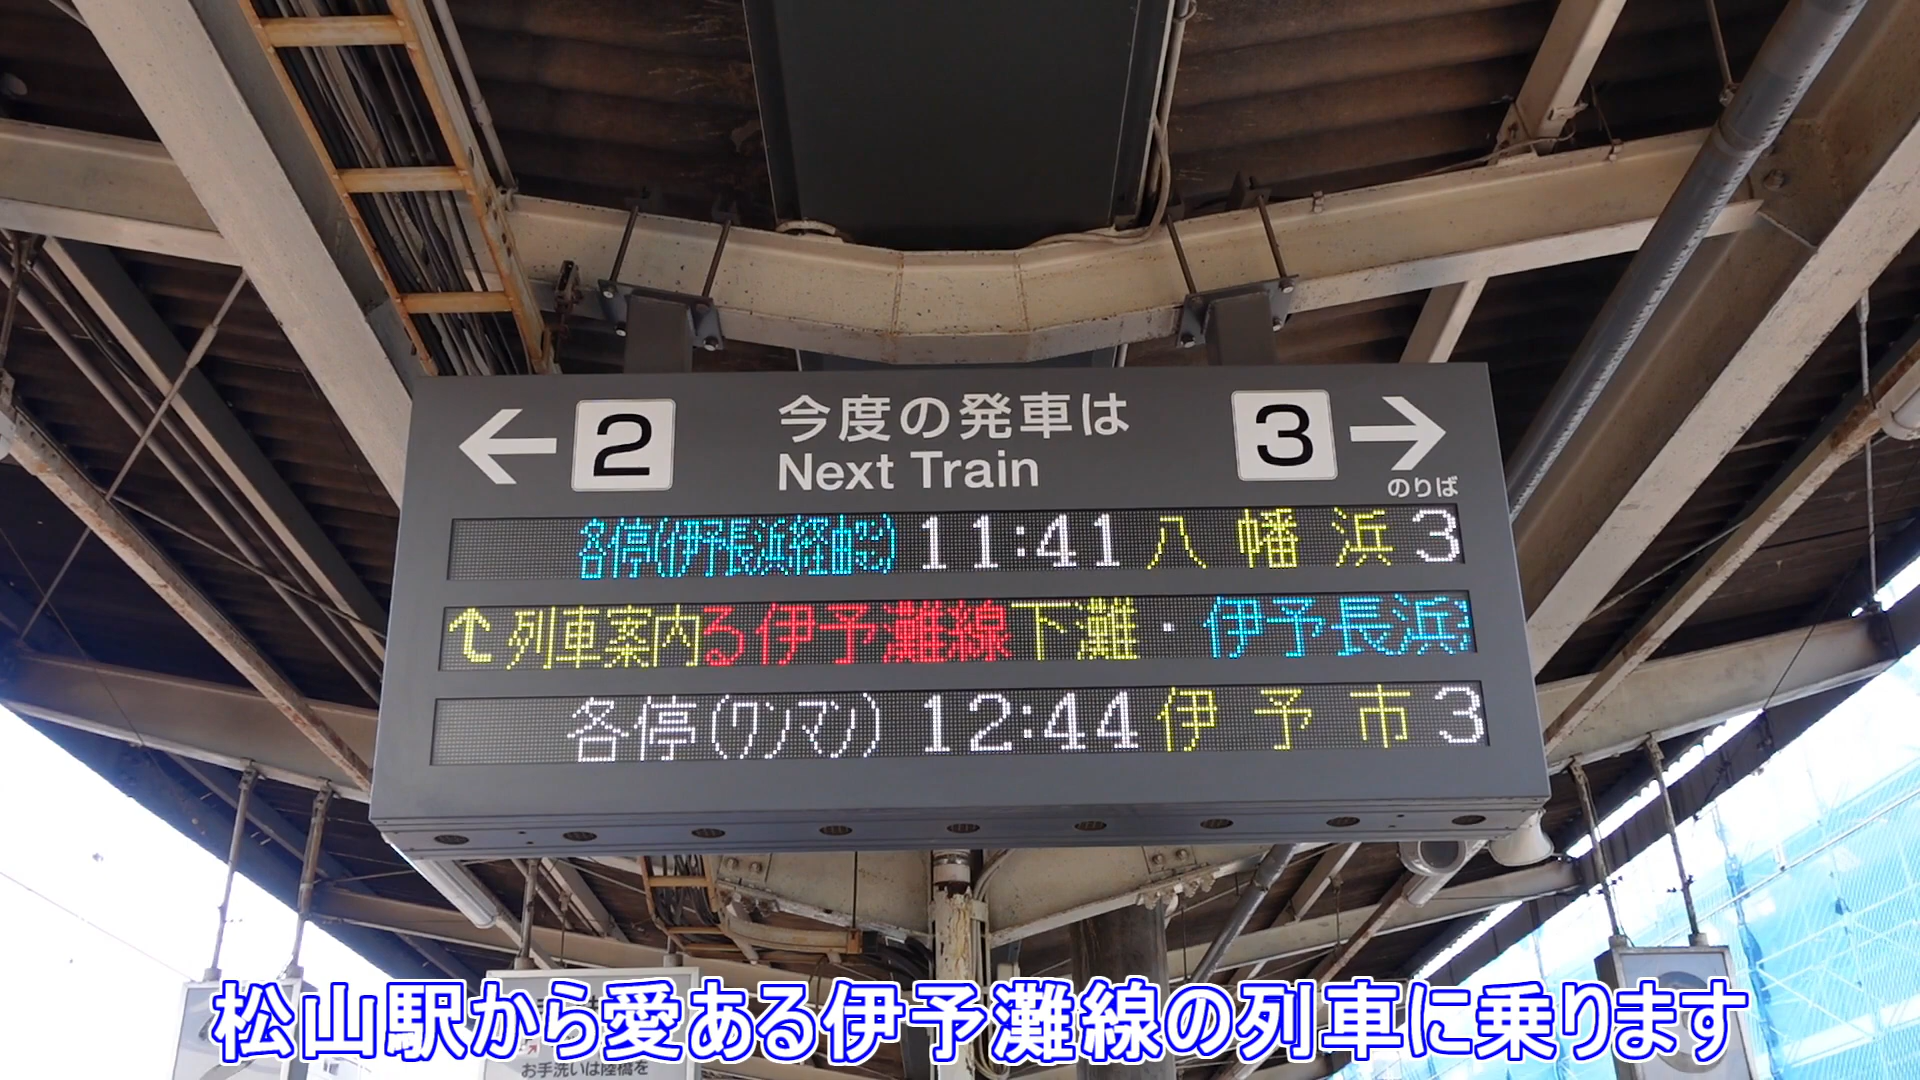 ← 2 今度の発車は 3 →
Next Train
のりば
各停(伊予長浜経由ワンマン) 11:41 八幡浜 3
列車案内る伊予灘線下灘・伊予長浜
各停(ワンマン) 12:44 伊予市 3
松山駅から愛ある伊予灘線の列車に乗ります
お手洗いは陸橋を